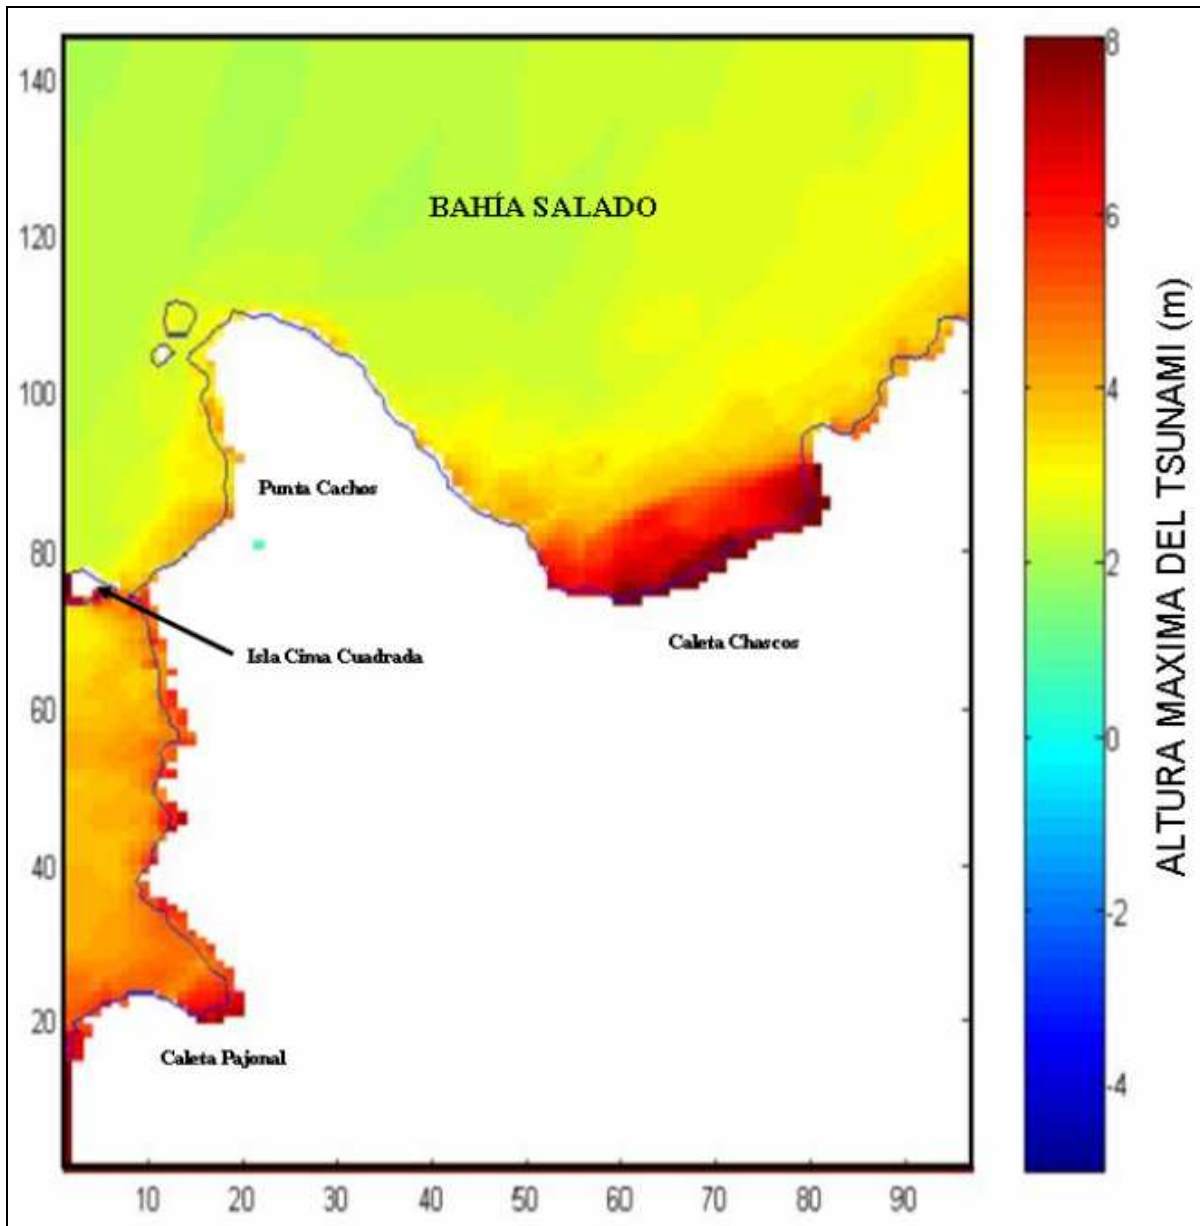 BAHÍA SALADO
Punta Cachos
Isla Cima Cuadrada
Caleta Chascos
Caleta Pajonal
140
120
100
80
60
40
20
10 20 30 40 50 60 70 80 90
8
6
4
2
0
-2
-4
ALTURA MAXIMA DEL TSUNAMI (m)